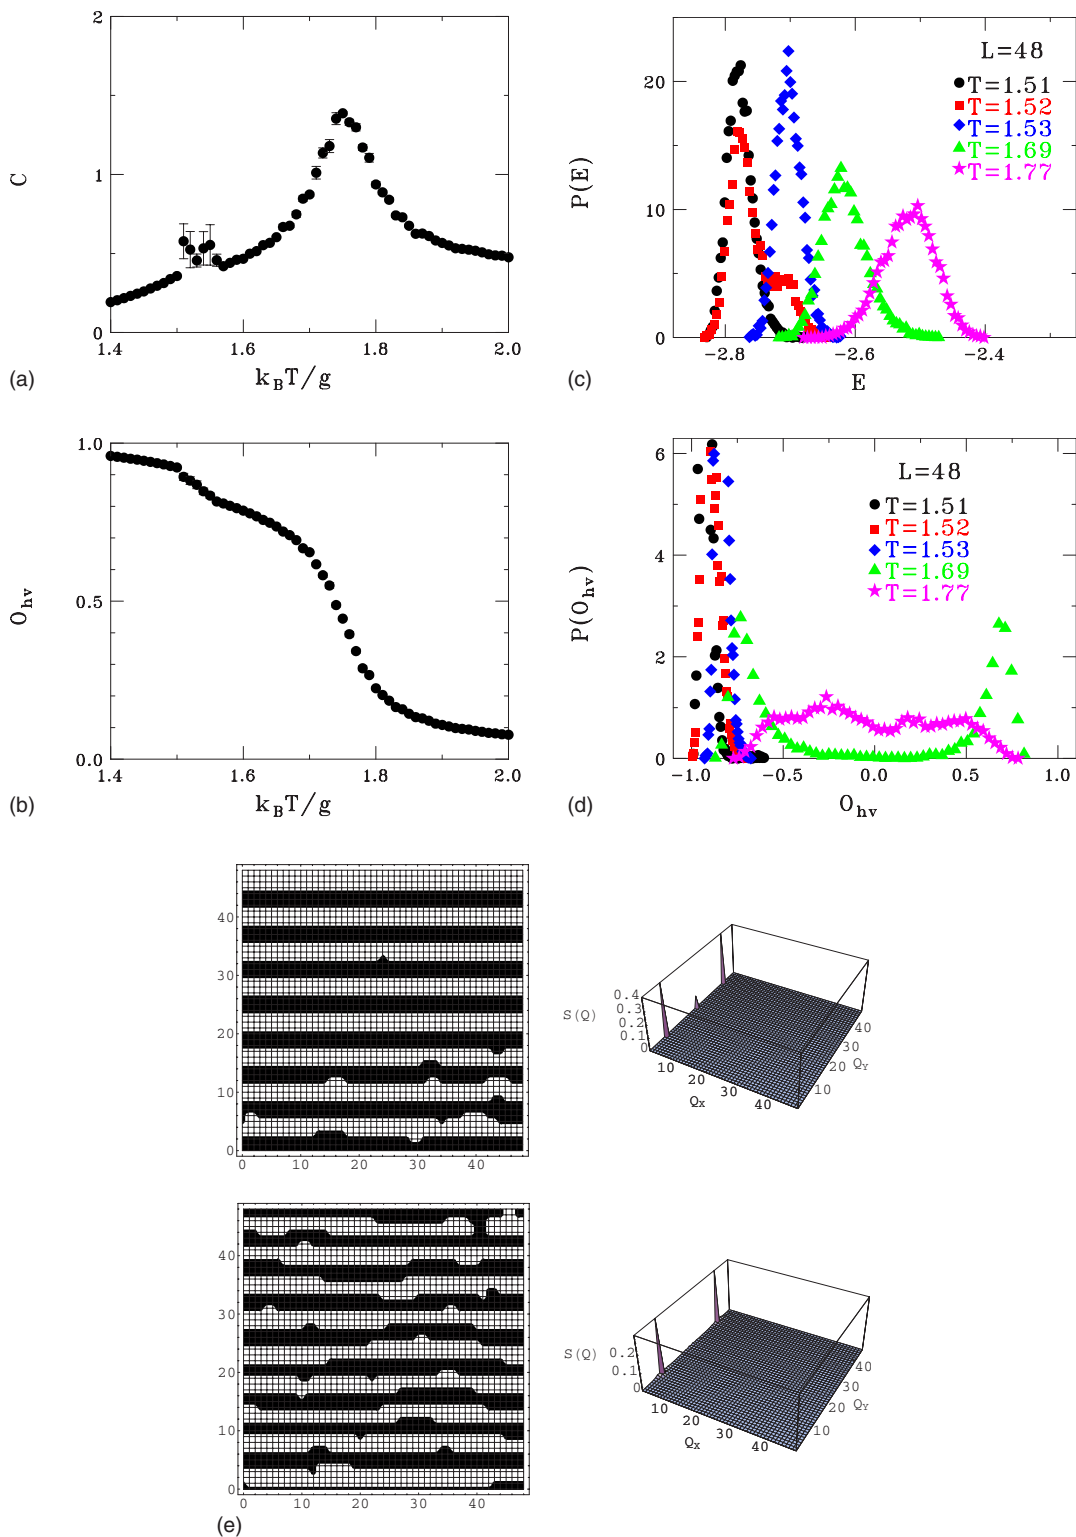 2
C
1
0
1.4 1.6 1.8 2.0
k_B T/g
(a)
20
P(E)
10
0
−2.8 −2.6 −2.4
E
L=48
T=1.51
T=1.52
T=1.53
T=1.69
T=1.77
(c)
1.0
O_hv
0.5
0.0
1.4 1.6 1.8 2.0
k_B T/g
(b)
6
4
P(O_hv)
2
0
−1.0 −0.5 0.0 0.5 1.0
O_hv
L=48
T=1.51
T=1.52
T=1.53
T=1.69
T=1.77
(d)
40
30
20
10
0
0 10 20 30 40
0.4
0.3
0.2
0.1
0
S(Q)
10 20 30 40
Q_X
10 20 30 40
Q_Y
40
30
20
10
0
0 10 20 30 40
0.2
0.1
0
S(Q)
10 20 30 40
Q_X
10 20 30 40
Q_Y
(e)